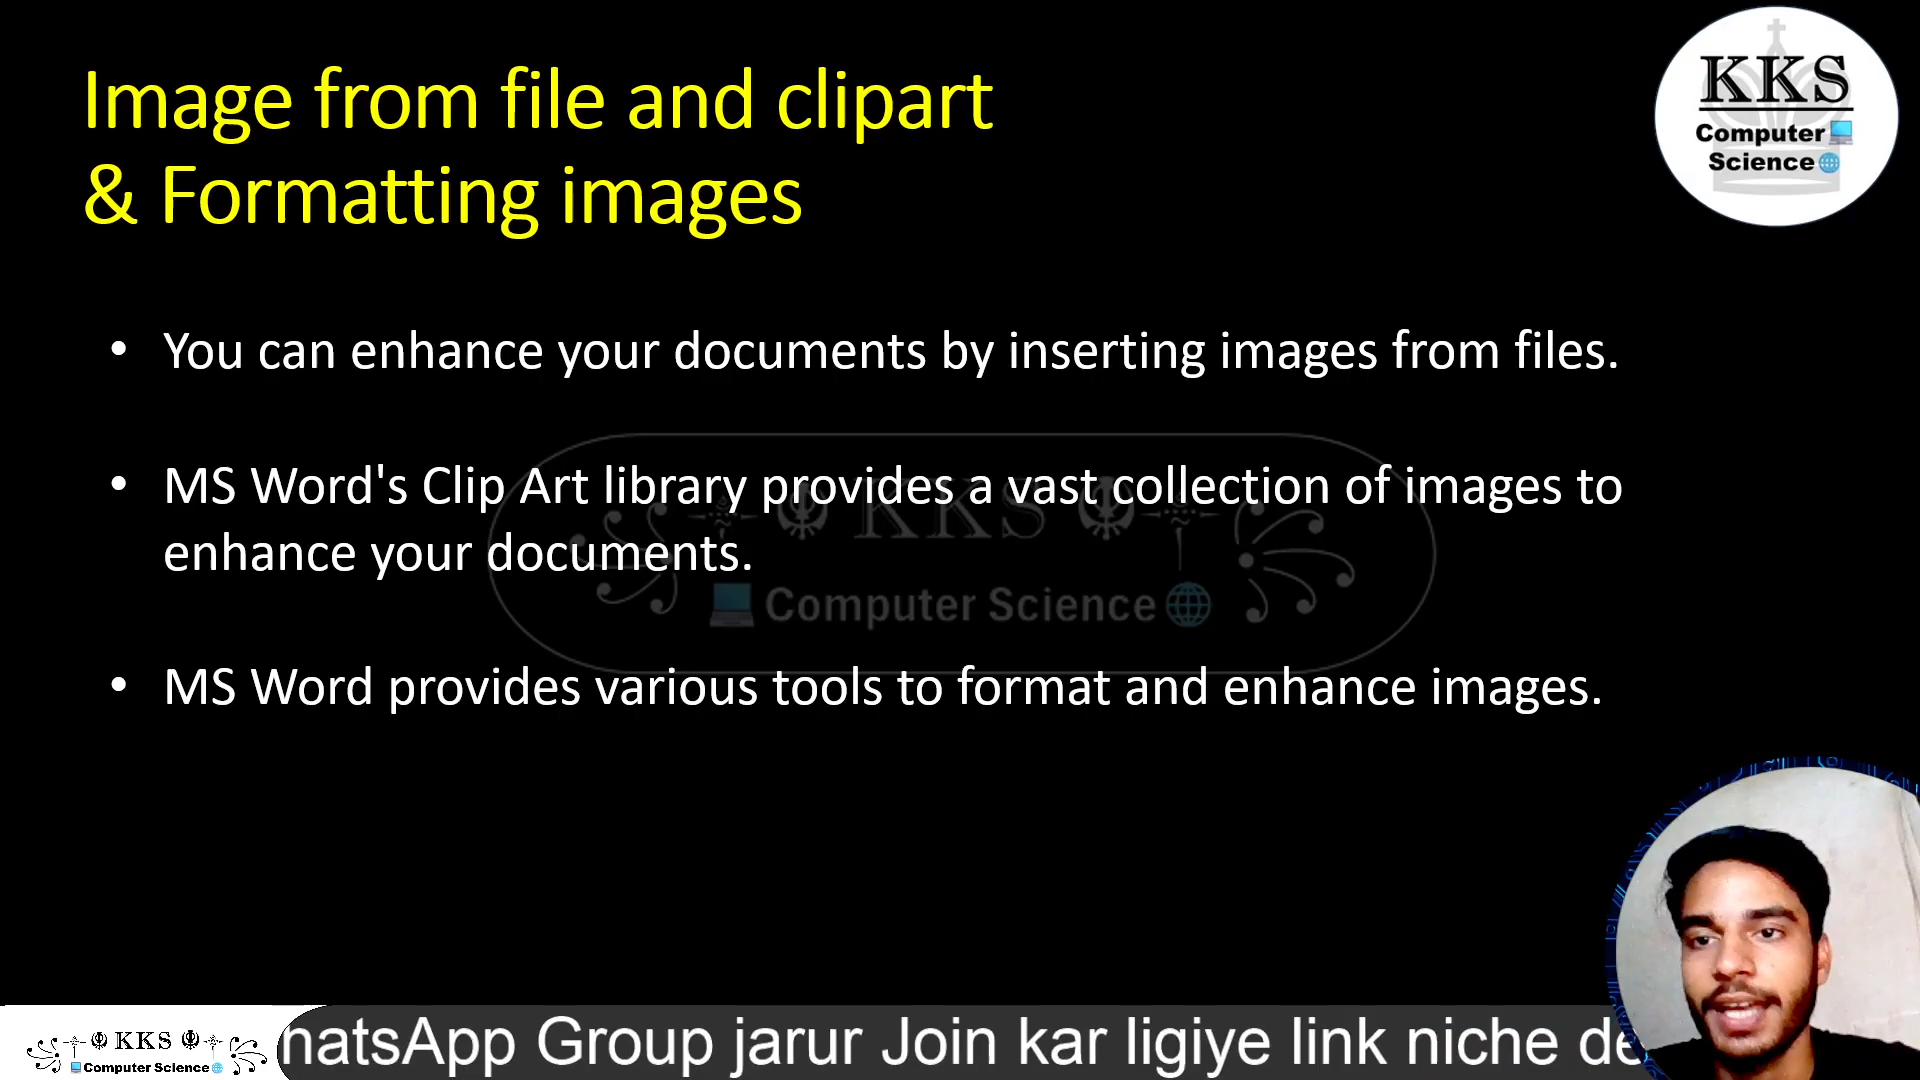 Image from file and clipart
& Formatting images
KKS
Computer
Science
• You can enhance your documents by inserting images from files.
• MS Word's Clip Art library provides a vast collection of images to
enhance your documents.
• MS Word provides various tools to format and enhance images.
KKS
Computer Science
KKS
Computer Science
hatsApp Group jarur Join kar ligiye link niche de